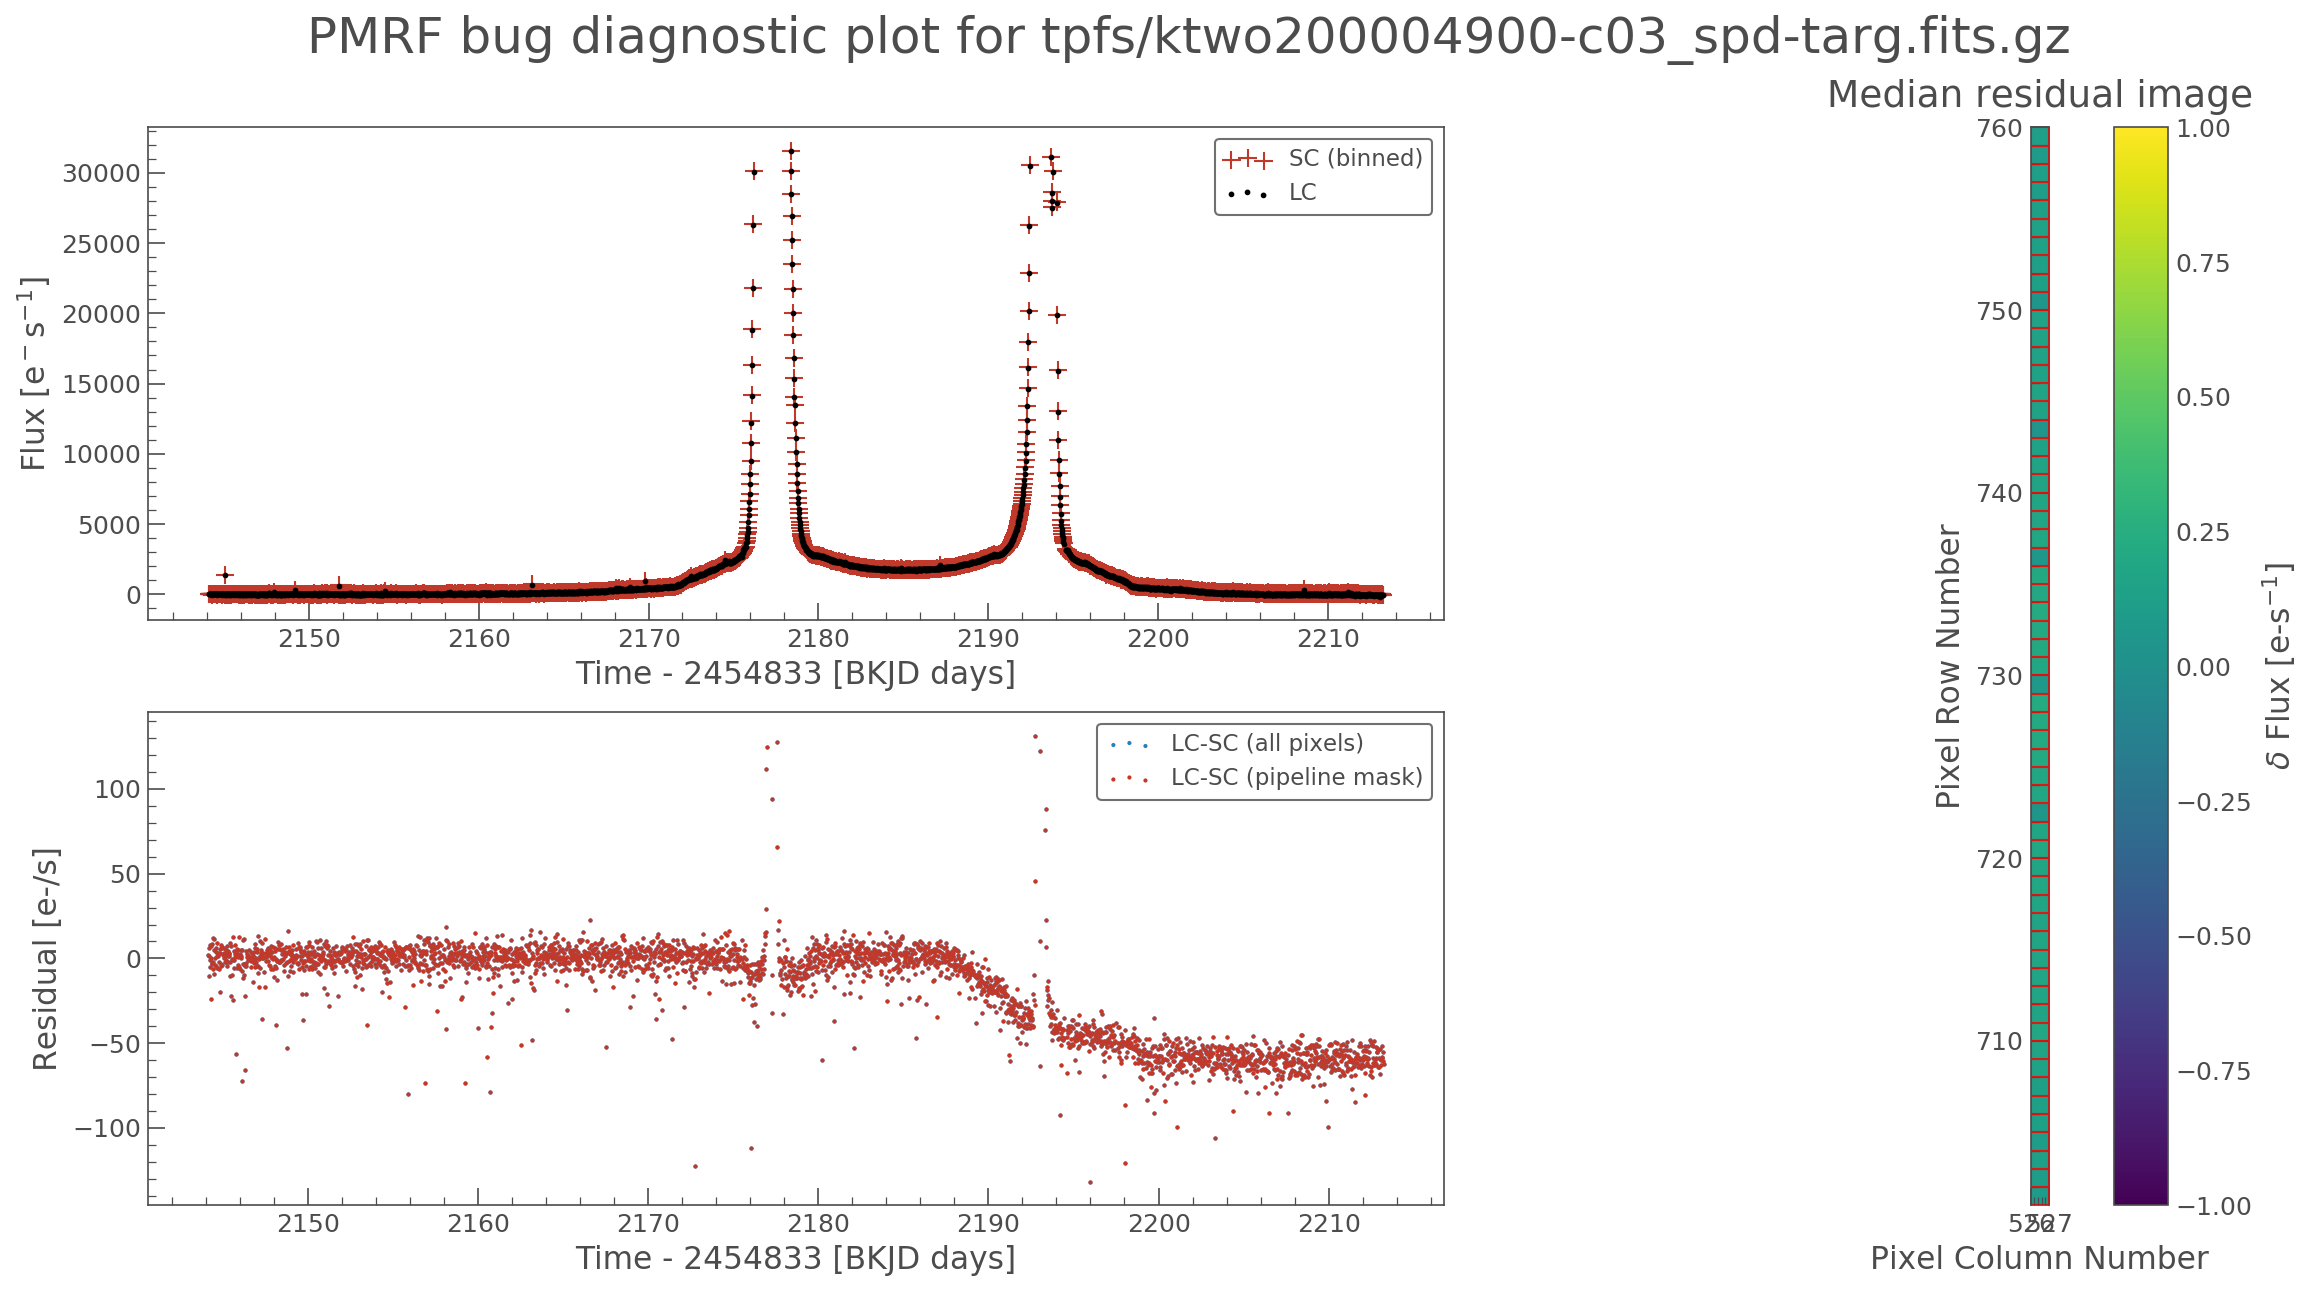 PMRF bug diagnostic plot for tpfs/ktwo200004900-c03_spd-targ.fits.gz
Flux [e⁻ s⁻¹]
30000
25000
20000
15000
10000
5000
0
SC (binned)
LC
2150 2160 2170 2180 2190 2200 2210
Time - 2454833 [BKJD days]
Residual [e-/s]
100
50
0
−50
−100
LC-SC (all pixels)
LC-SC (pipeline mask)
2150 2160 2170 2180 2190 2200 2210
Time - 2454833 [BKJD days]
Median residual image
Pixel Row Number
760
750
740
730
720
710
526 527
Pixel Column Number
1.00
0.75
0.50
0.25
0.00
−0.25
−0.50
−0.75
−1.00
δ Flux [e-s⁻¹]